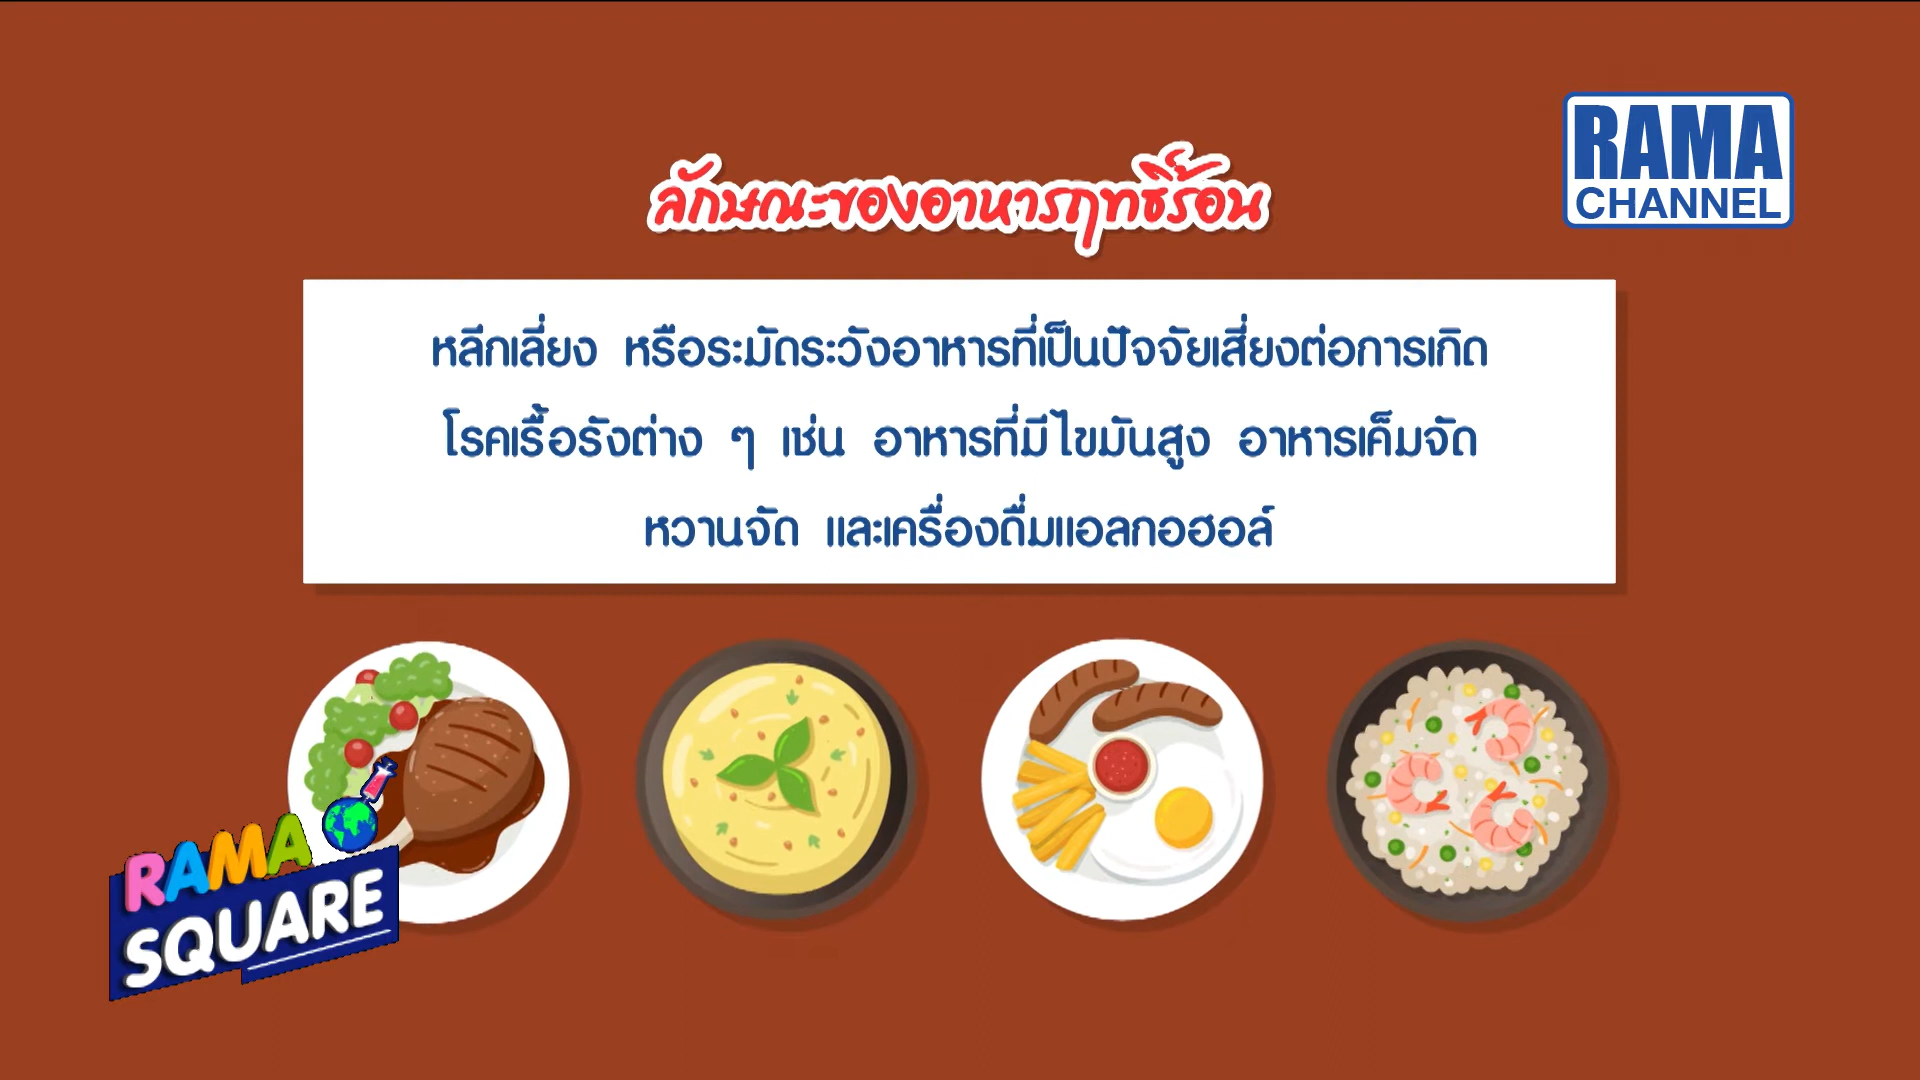 RAMA
CHANNEL
ลักษณะของอาหารฤทธิ์ร้อน
หลีกเลี่ยง หรือระมัดระวังอาหารที่เป็นปัจจัยเสี่ยงต่อการเกิด
โรคเรื้อรังต่าง ๆ เช่น อาหารที่มีไขมันสูง อาหารเค็มจัด
หวานจัด และเครื่องดื่มแอลกอฮอล์
RAMA
SQUARE